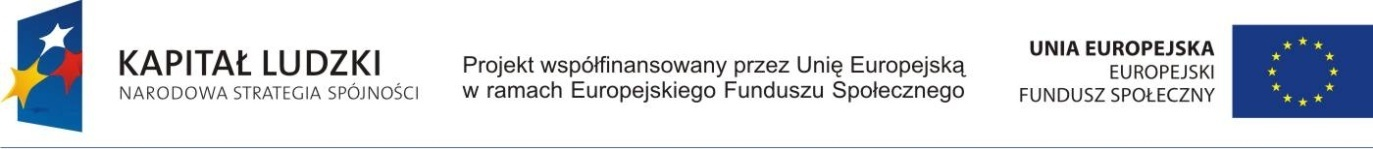 KAPITAŁ LUDZKI
NARODOWA STRATEGIA SPÓJNOŚCI
Projekt współfinansowany przez Unię Europejską
w ramach Europejskiego Funduszu Społecznego
UNIA EUROPEJSKA
EUROPEJSKI
FUNDUSZ SPOŁECZNY